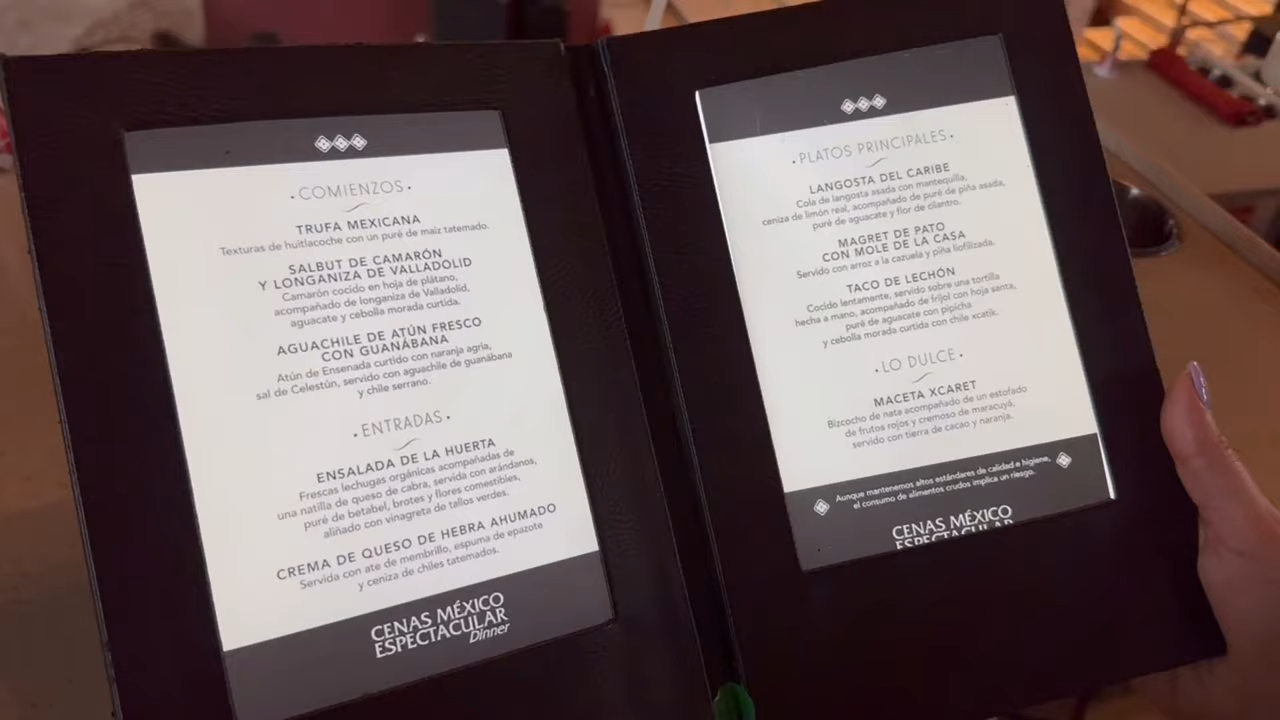 · COMIENZOS ·
TRUFA MEXICANA
Texturas de huitlacoche con un puré de maíz tatemado.
SALBUT DE CAMARÓN
Y LONGANIZA DE VALLADOLID
Camarón cocido en hoja de plátano,
acompañado de longaniza de Valladolid,
aguacate y cebolla morada curtida.
AGUACHILE DE ATÚN FRESCO
CON GUANÁBANA
Atún de Ensenada curtido con naranja agria,
sal de Celestún, servido con aguachile de guanábana
y chile serrano.
· ENTRADAS ·
ENSALADA DE LA HUERTA
Frescas lechugas orgánicas acompañadas de
una natilla de queso de cabra, servida con arándanos,
puré de betabel, brotes y flores comestibles,
aliñado con vinagreta de tallos verdes.
CREMA DE QUESO DE HEBRA AHUMADO
Servida con ate de membrillo, espuma de epazote
y ceniza de chiles tatemados.
CENAS MÉXICO
ESPECTACULAR
Dinner
· PLATOS PRINCIPALES ·
LANGOSTA DEL CARIBE
Cola de langosta asada con mantequilla,
ceniza de limón real, acompañado de puré de piña asada,
puré de aguacate y flor de cilantro.
MAGRET DE PATO
CON MOLE DE LA CASA
Servido con arroz a la cazuela y piña liofilizada.
TACO DE LECHÓN
Cocido lentamente, servido sobre una tortilla
hecha a mano, acompañado de frijol con hoja santa,
puré de aguacate con pipicha
y cebolla morada curtida con chile xcatik.
· LO DULCE ·
MACETA XCARET
Bizcocho de nata acompañado de un estofado
de frutos rojos y cremoso de maracuyá,
servido con tierra de cacao y naranja.
Aunque mantenemos altos estándares de calidad e higiene,
el consumo de alimentos crudos implica un riesgo.
CENAS MÉXICO
ESPECTACULAR